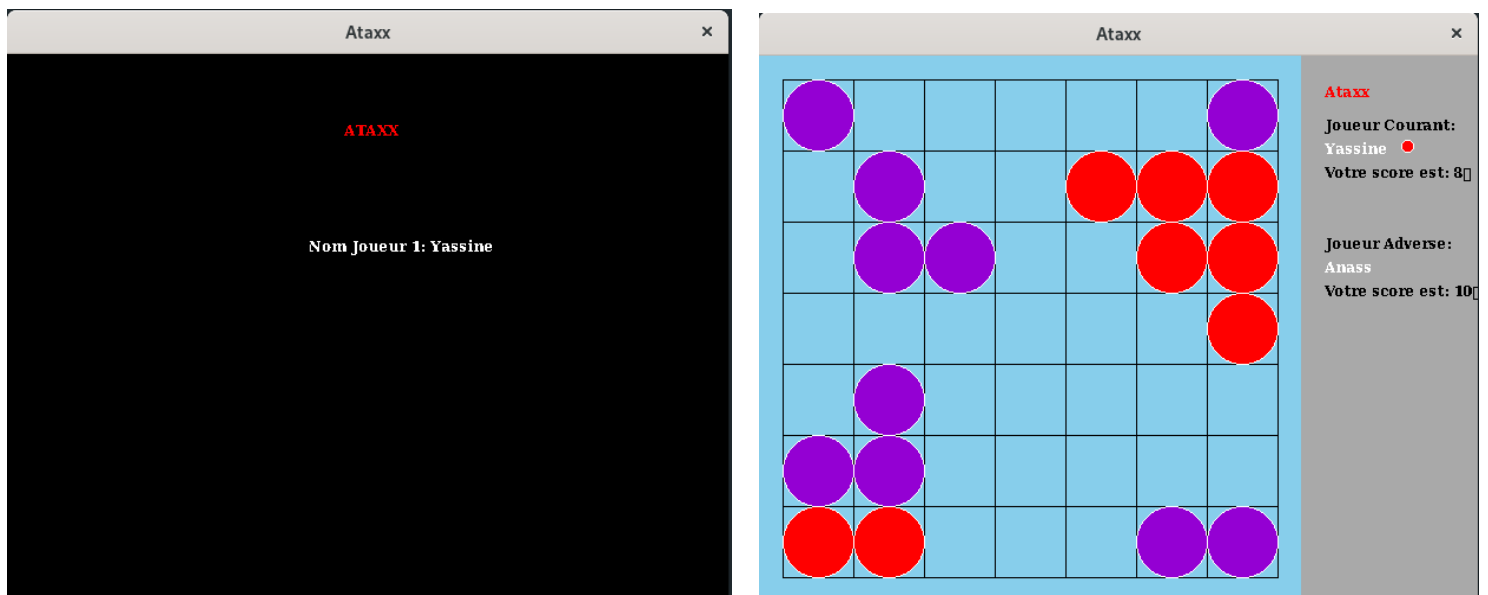 Ataxx
×
ATAXX
Nom Joueur 1: Yassine
Ataxx
×
Ataxx
Joueur Courant:
Yassine
Votre score est: 8▯
Joueur Adverse:
Anass
Votre score est: 10▯